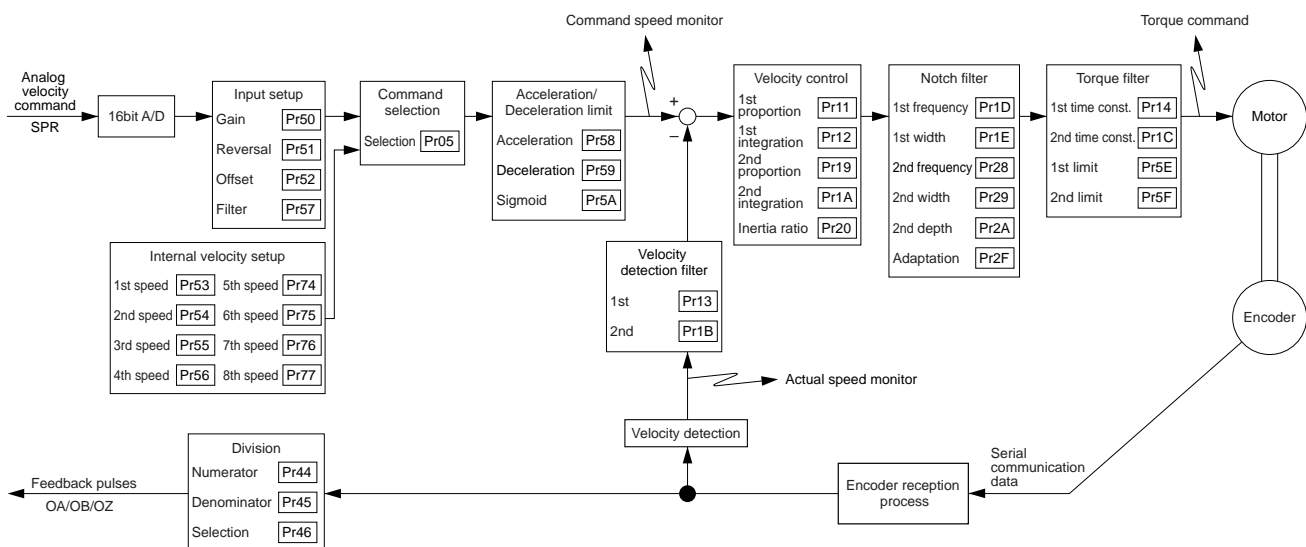 Command speed monitor
Torque command
Analog
velocity
command
SPR
16bit A/D
Input setup
Gain Pr50
Reversal Pr51
Offset Pr52
Filter Pr57
Command
selection
Selection Pr05
Acceleration/
Deceleration limit
Acceleration Pr58
Deceleration Pr59
Sigmoid Pr5A
+
−
Velocity control
1st
proportion Pr11
1st
integration Pr12
2nd
proportion Pr19
2nd
integration Pr1A
Inertia ratio Pr20
Notch filter
1st frequency Pr1D
1st width Pr1E
2nd frequency Pr28
2nd width Pr29
2nd depth Pr2A
Adaptation Pr2F
Torque filter
1st time const. Pr14
2nd time const. Pr1C
1st limit Pr5E
2nd limit Pr5F
Motor
Encoder
Internal velocity setup
1st speed Pr53 5th speed Pr74
2nd speed Pr54 6th speed Pr75
3rd speed Pr55 7th speed Pr76
4th speed Pr56 8th speed Pr77
Velocity
detection filter
1st Pr13
2nd Pr1B
Actual speed monitor
Velocity detection
Serial
communication
data
Encoder reception
process
Division
Numerator Pr44
Denominator Pr45
Selection Pr46
Feedback pulses
OA/OB/OZ